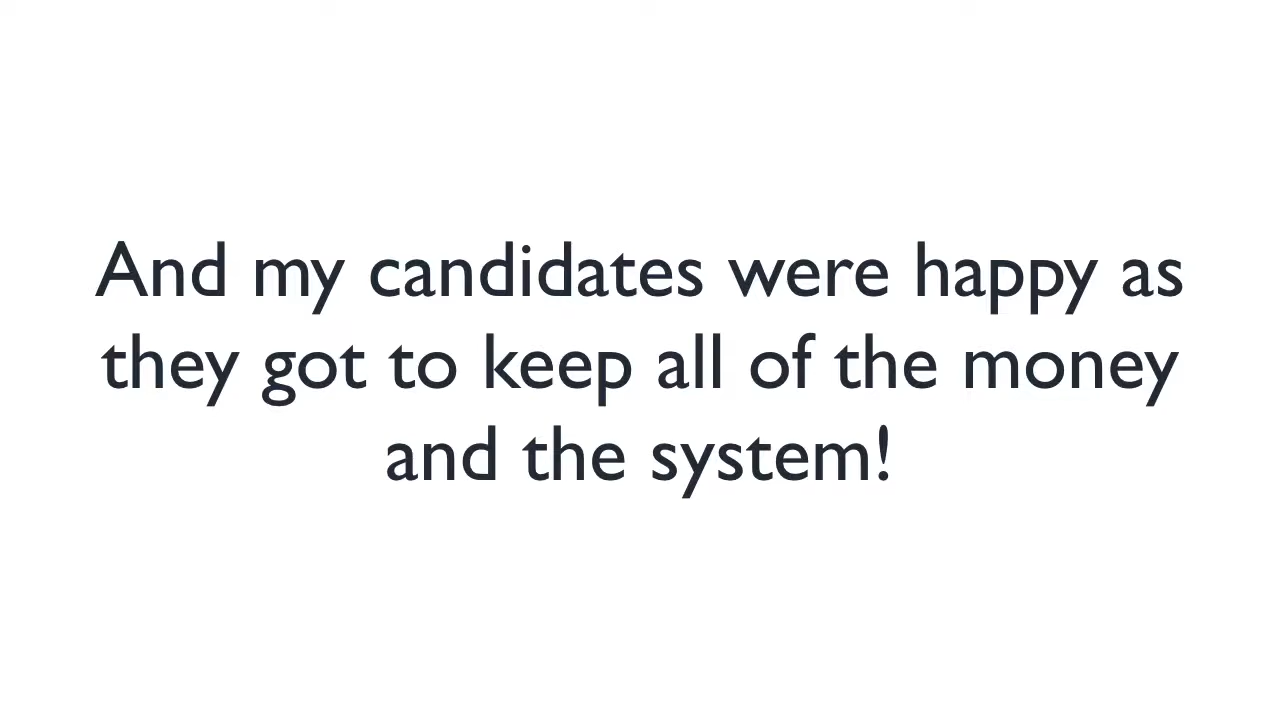 And my candidates were happy as
they got to keep all of the money
and the system!